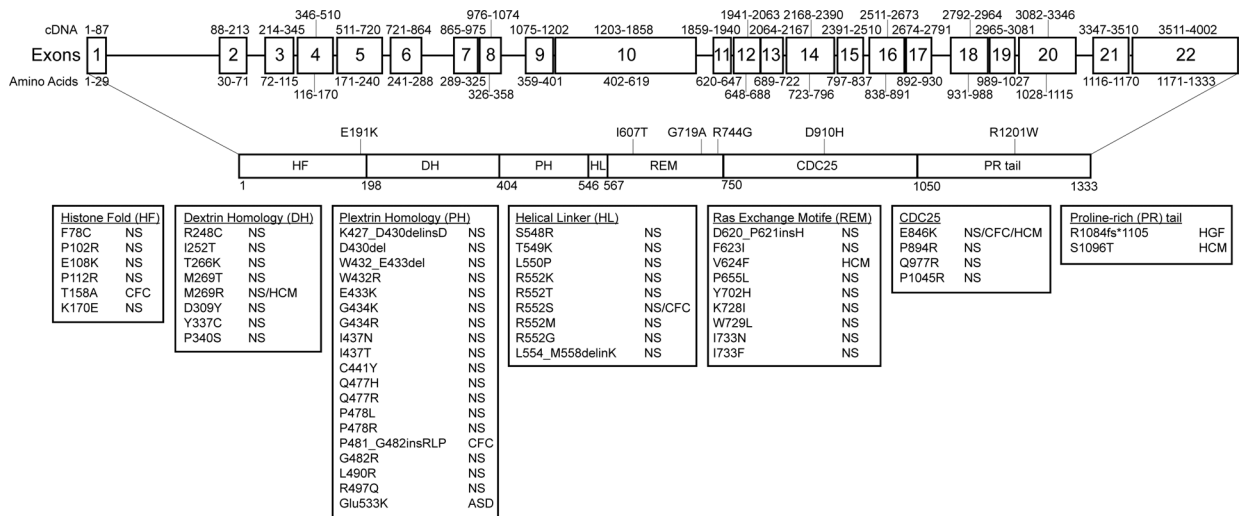 346-510 976-1074 1941-2063 2168-2390 2511-2673 2792-2964 3082-3346
cDNA 1-87 88-213 214-345 511-720 721-864 865-975 1075-1202 1203-1858 1859-1940 2064-2167 2391-2510 2674-2791 2965-3081 3347-3510 3511-4002
Exons 1 2 3 4 5 6 7 8 9 10 11 12 13 14 15 16 17 18 19 20 21 22
Amino Acids 1-29 30-71 72-115 171-240 241-288 289-325 359-401 402-619 620-647 689-722 797-837 892-930 989-1027 1116-1170 1171-1333
116-170 326-358 648-688 723-796 838-891 931-988 1028-1115
E191K I607T G719A R744G D910H R1201W
HF DH PH HL REM CDC25 PR tail
1 198 404 546 567 750 1050 1333
Histone Fold (HF)
F78C NS
P102R NS
E108K NS
P112R NS
T158A CFC
K170E NS
Dextrin Homology (DH)
R248C NS
I252T NS
T266K NS
M269T NS
M269R NS/HCM
D309Y NS
Y337C NS
P340S NS
Plextrin Homology (PH)
K427_D430delinsD NS
D430del NS
W432_E433del NS
W432R NS
E433K NS
G434K NS
G434R NS
I437N NS
I437T NS
C441Y NS
Q477H NS
Q477R NS
P478L NS
P478R NS
P481_G482insRLP CFC
G482R NS
L490R NS
R497Q NS
Glu533K ASD
Helical Linker (HL)
S548R NS
T549K NS
L550P NS
R552K NS
R552T NS
R552S NS/CFC
R552M NS
R552G NS
L554_M558delinK NS
Ras Exchange Motife (REM)
D620_P621insH NS
F623I NS
V624F HCM
P655L NS
Y702H NS
K728I NS
W729L NS
I733N NS
I733F NS
CDC25
E846K NS/CFC/HCM
P894R NS
Q977R NS
P1045R NS
Proline-rich (PR) tail
R1084fs*1105 HGF
S1096T HCM